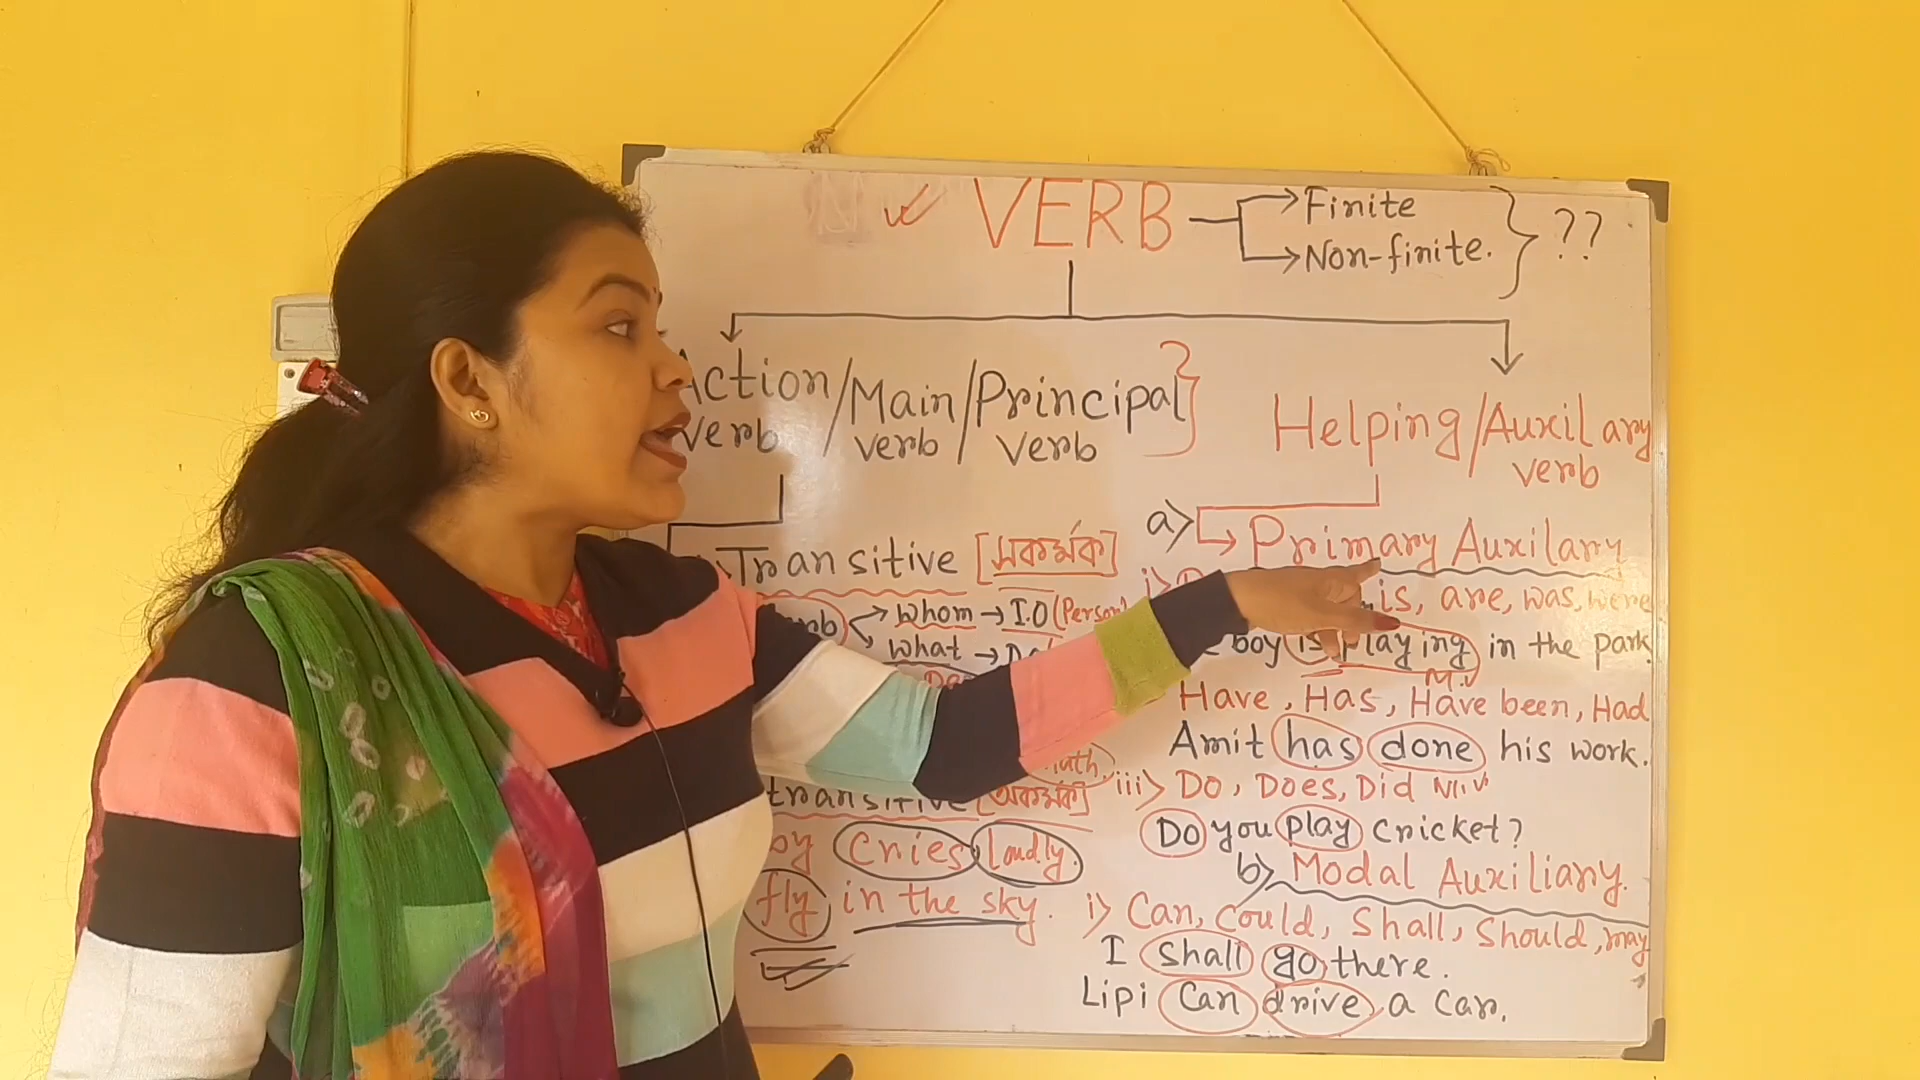 ✓ VERB → Finite
→ Non-finite. } ??
Action verb / Main verb / Principal verb }
Helping / Auxilary verb
Transitive [সকর্মক]
whom → I.O (Person)
what →
transitive [অকর্মক]
cries loudly.
fly in the sky.
a> → Primary Auxilary
i> is, are, was, were
boy is playing in the park
M.V
Have, Has, Have been, Had
Amit has done his work.
iii> Do, Does, Did
Do you play cricket?
b> Modal Auxiliary.
i> Can, Could, Shall, Should, may
I shall go there.
Lipi can drive a car.